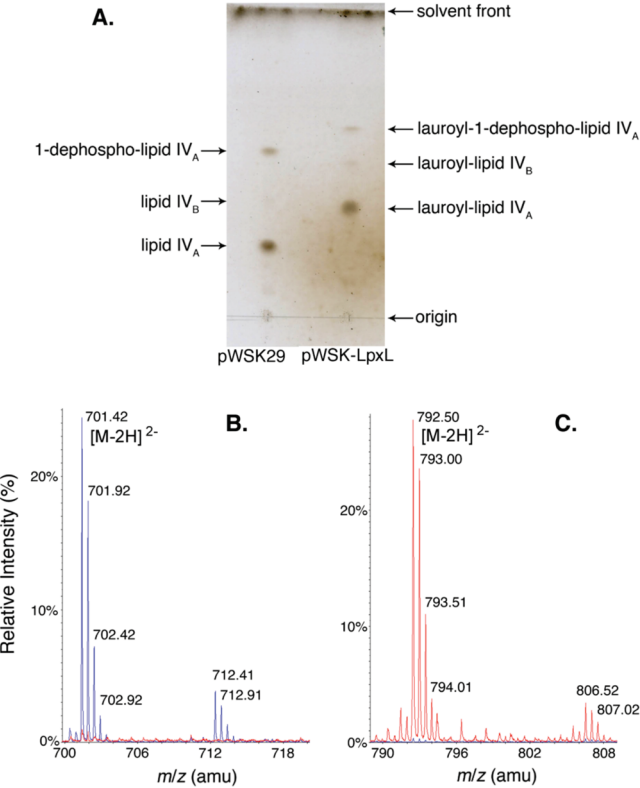 A.
solvent front
lauroyl-1-dephospho-lipid IVA
1-dephospho-lipid IVA
lauroyl-lipid IVB
lipid IVB
lauroyl-lipid IVA
lipid IVA
origin
pWSK29 pWSK-LpxL
B.
Relative Intensity (%)
20%
10%
0%
701.42
[M-2H] 2-
701.92
702.42
702.92
712.41
712.91
700 706 712 718
m/z (amu)
C.
20%
10%
0%
792.50
[M-2H] 2-
793.00
793.51
794.01
806.52
807.02
790 796 802 808
m/z (amu)